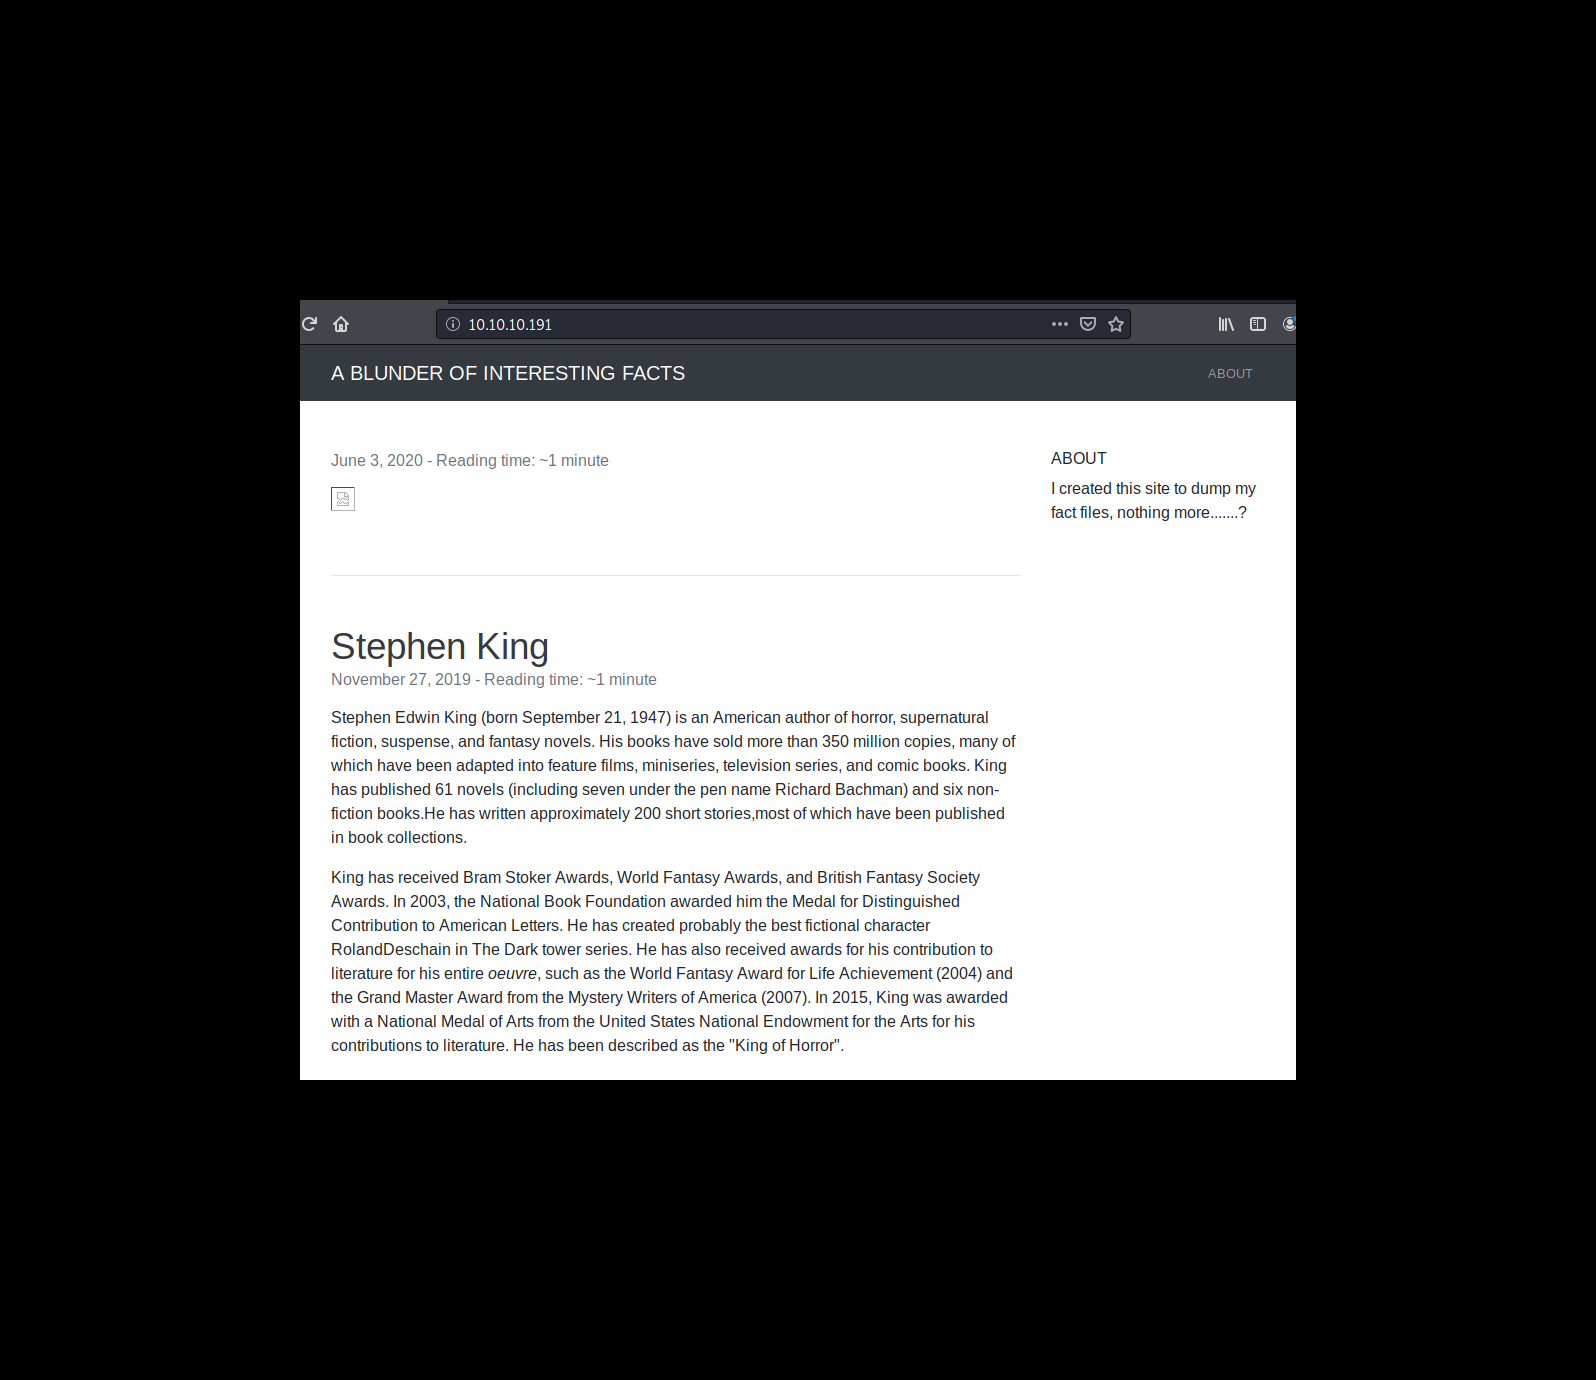 10.10.10.191
A BLUNDER OF INTERESTING FACTS
ABOUT
June 3, 2020 - Reading time: ~1 minute
ABOUT
I created this site to dump my
fact files, nothing more.......?
Stephen King
November 27, 2019 - Reading time: ~1 minute
Stephen Edwin King (born September 21, 1947) is an American author of horror, supernatural
fiction, suspense, and fantasy novels. His books have sold more than 350 million copies, many of
which have been adapted into feature films, miniseries, television series, and comic books. King
has published 61 novels (including seven under the pen name Richard Bachman) and six non-
fiction books.He has written approximately 200 short stories,most of which have been published
in book collections.
King has received Bram Stoker Awards, World Fantasy Awards, and British Fantasy Society
Awards. In 2003, the National Book Foundation awarded him the Medal for Distinguished
Contribution to American Letters. He has created probably the best fictional character
RolandDeschain in The Dark tower series. He has also received awards for his contribution to
literature for his entire oeuvre, such as the World Fantasy Award for Life Achievement (2004) and
the Grand Master Award from the Mystery Writers of America (2007). In 2015, King was awarded
with a National Medal of Arts from the United States National Endowment for the Arts for his
contributions to literature. He has been described as the "King of Horror".